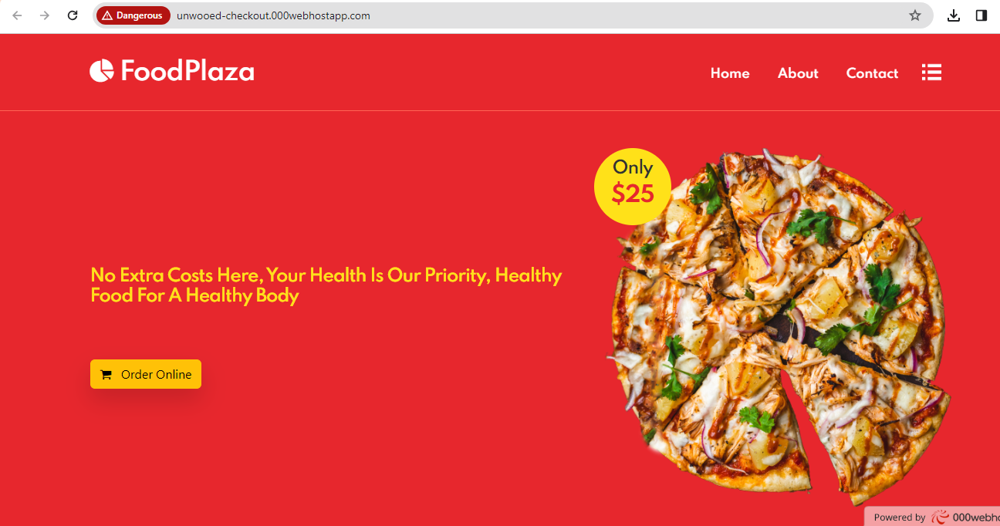 Dangerous unwooed-checkout.000webhostapp.com
FoodPlaza
Home About Contact
Only
$25
No Extra Costs Here, Your Health Is Our Priority, Healthy
Food For A Healthy Body
Order Online
Powered by 000webho